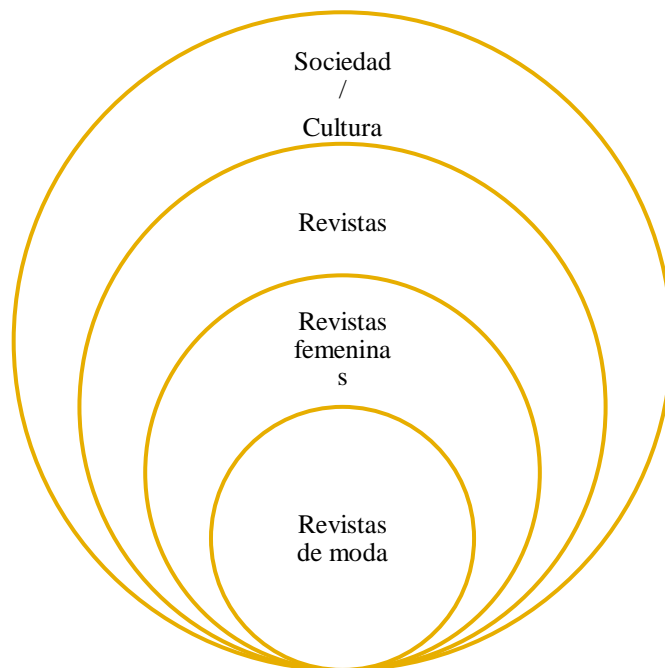 Sociedad
/
Cultura
Revistas
Revistas
femenina
s
Revistas
de moda